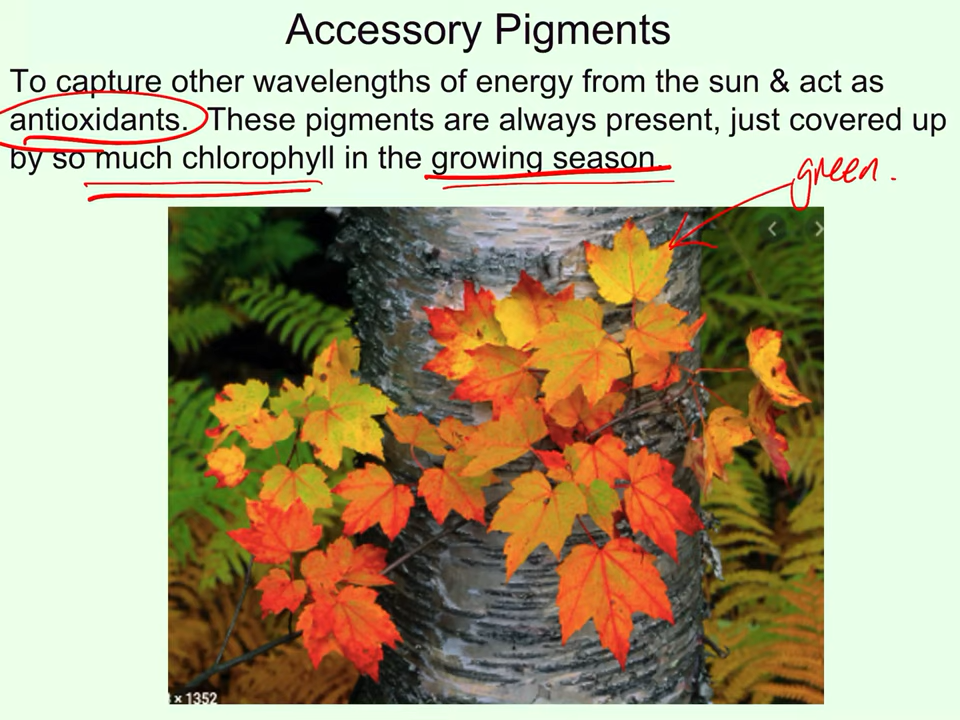 Accessory Pigments
To capture other wavelengths of energy from the sun & act as
antioxidants. These pigments are always present, just covered up
by so much chlorophyll in the growing season.
green.
× 1352